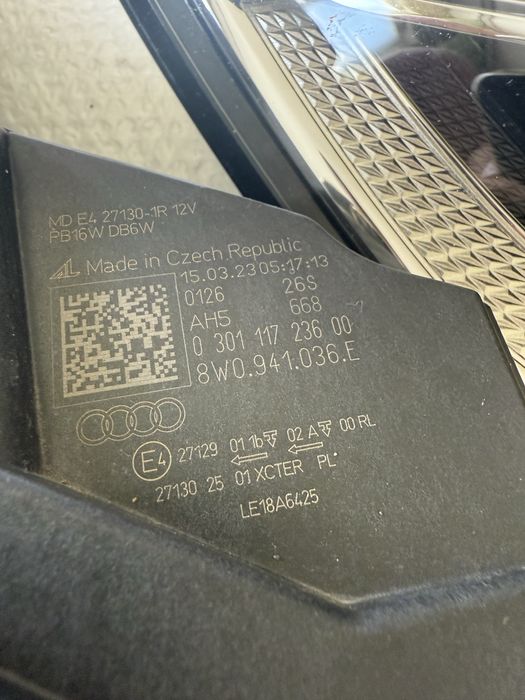 MD E4 27130-1R 12V
PB16W DB6W
AL Made in Czech Republic
15.03.23 05:17:13
0126 26S
AH5 668
0 301 117 236 00
8W0.941.036.E
E4 27129 01 1b 02 A 00 RL
27130 25 01 XCTER PL
LE18A6425